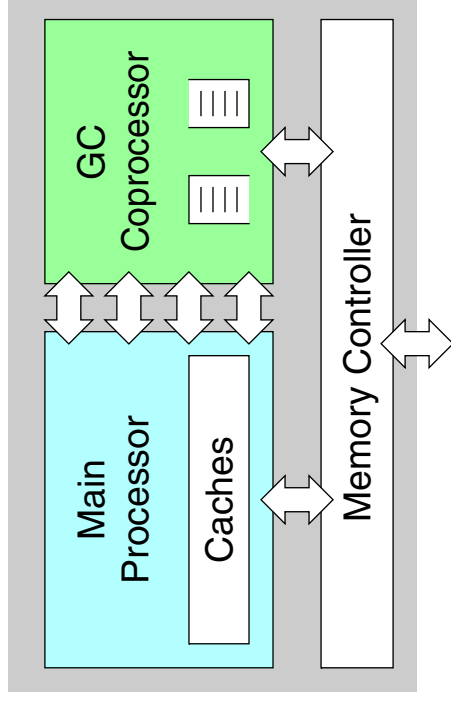 Main
Processor
Caches
GC
Coprocessor
Memory Controller